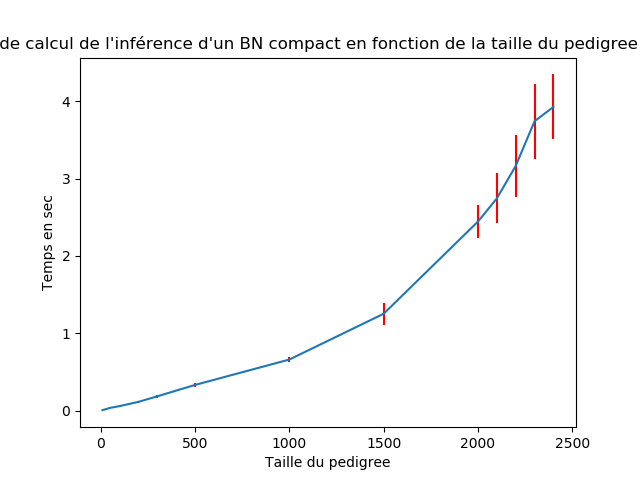 de calcul de l'inférence d'un BN compact en fonction de la taille du pedigree
4
3
2
1
0
Temps en sec
0 500 1000 1500 2000 2500
Taille du pedigree